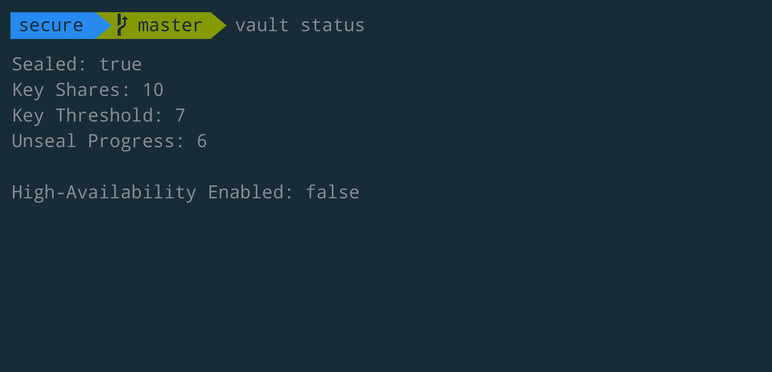 secure master vault status
Sealed: true
Key Shares: 10
Key Threshold: 7
Unseal Progress: 6
High-Availability Enabled: false